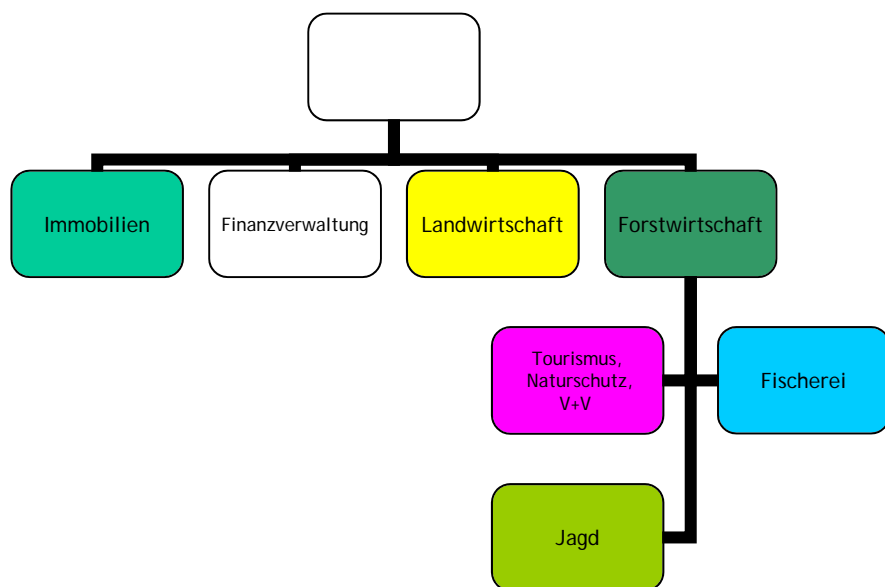 Immobilien
Finanzverwaltung
Landwirtschaft
Forstwirtschaft
Tourismus,
Naturschutz,
V+V
Fischerei
Jagd